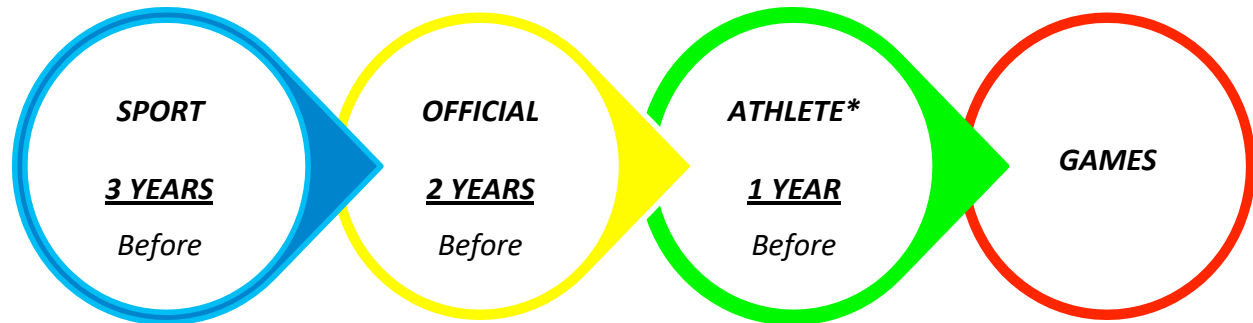 SPORT
3 YEARS
Before
OFFICIAL
2 YEARS
Before
ATHLETE*
1 YEAR
Before
GAMES